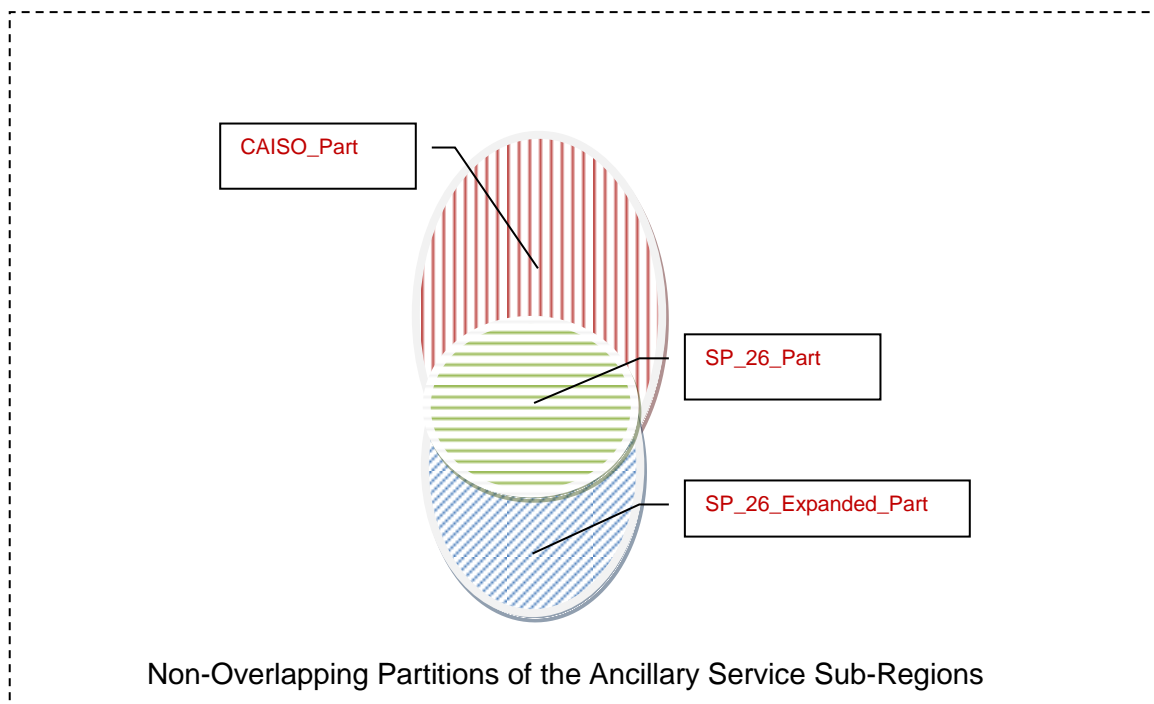 CAISO_Part
SP_26_Part
SP_26_Expanded_Part
Non-Overlapping Partitions of the Ancillary Service Sub-Regions